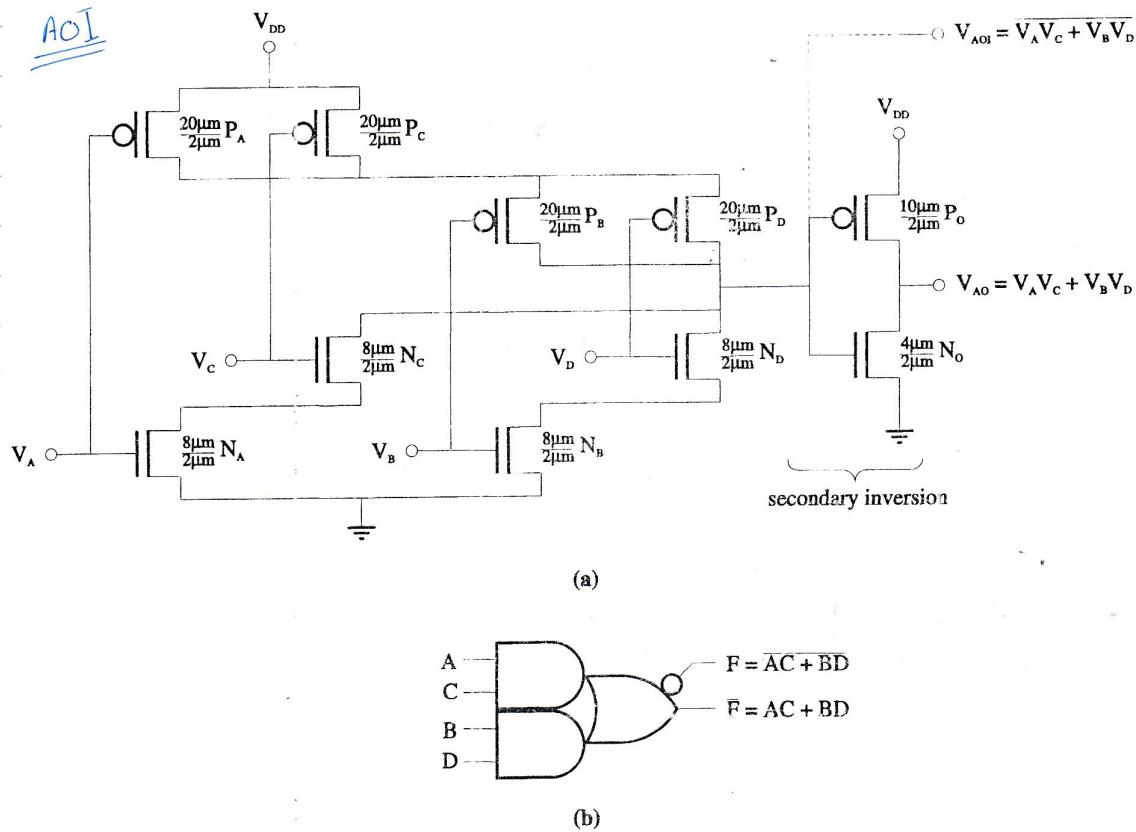 AOI
V_DD
V_AOI = \overline{V_A V_C + V_B V_D}
20μm/2μm P_A
20μm/2μm P_C
V_DD
20μm/2μm P_B
20μm/2μm P_D
10μm/2μm P_O
V_AO = V_A V_C + V_B V_D
V_C
8μm/2μm N_C
V_D
8μm/2μm N_D
4μm/2μm N_O
V_A
8μm/2μm N_A
V_B
8μm/2μm N_B
secondary inversion
(a)
A
F = \overline{AC + BD}
C
B
\overline{F} = AC + BD
D
(b)